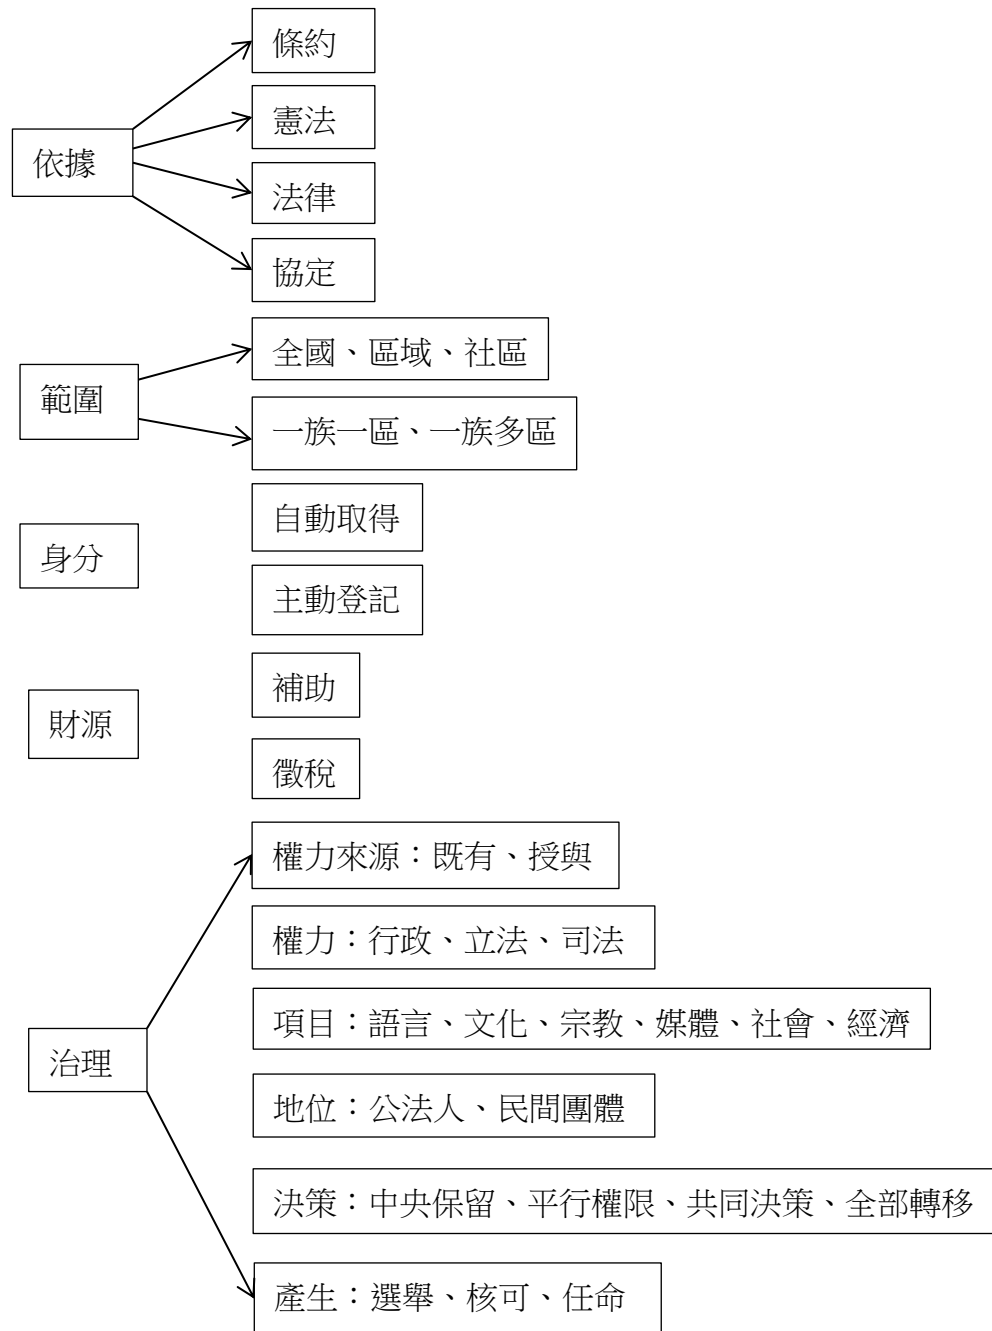 條約
憲法
依據
法律
協定
全國、區域、社區
範圍
一族一區、一族多區
自動取得
身分
主動登記
補助
財源
徵稅
權力來源：既有、授與
權力：行政、立法、司法
項目：語言、文化、宗教、媒體、社會、經濟
治理
地位：公法人、民間團體
決策：中央保留、平行權限、共同決策、全部轉移
產生：選舉、核可、任命